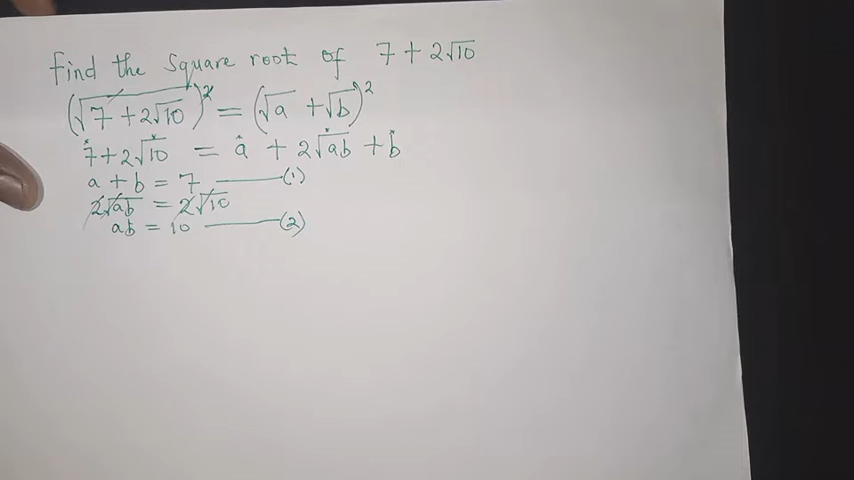 Find the square root of 7 + 2√10
(√(7 + 2√10))² = (√a + √b)²
7 + 2√10 = a + 2√ab + b
a + b = 7 ———(1)
2√ab = 2√10
ab = 10 ———(2)